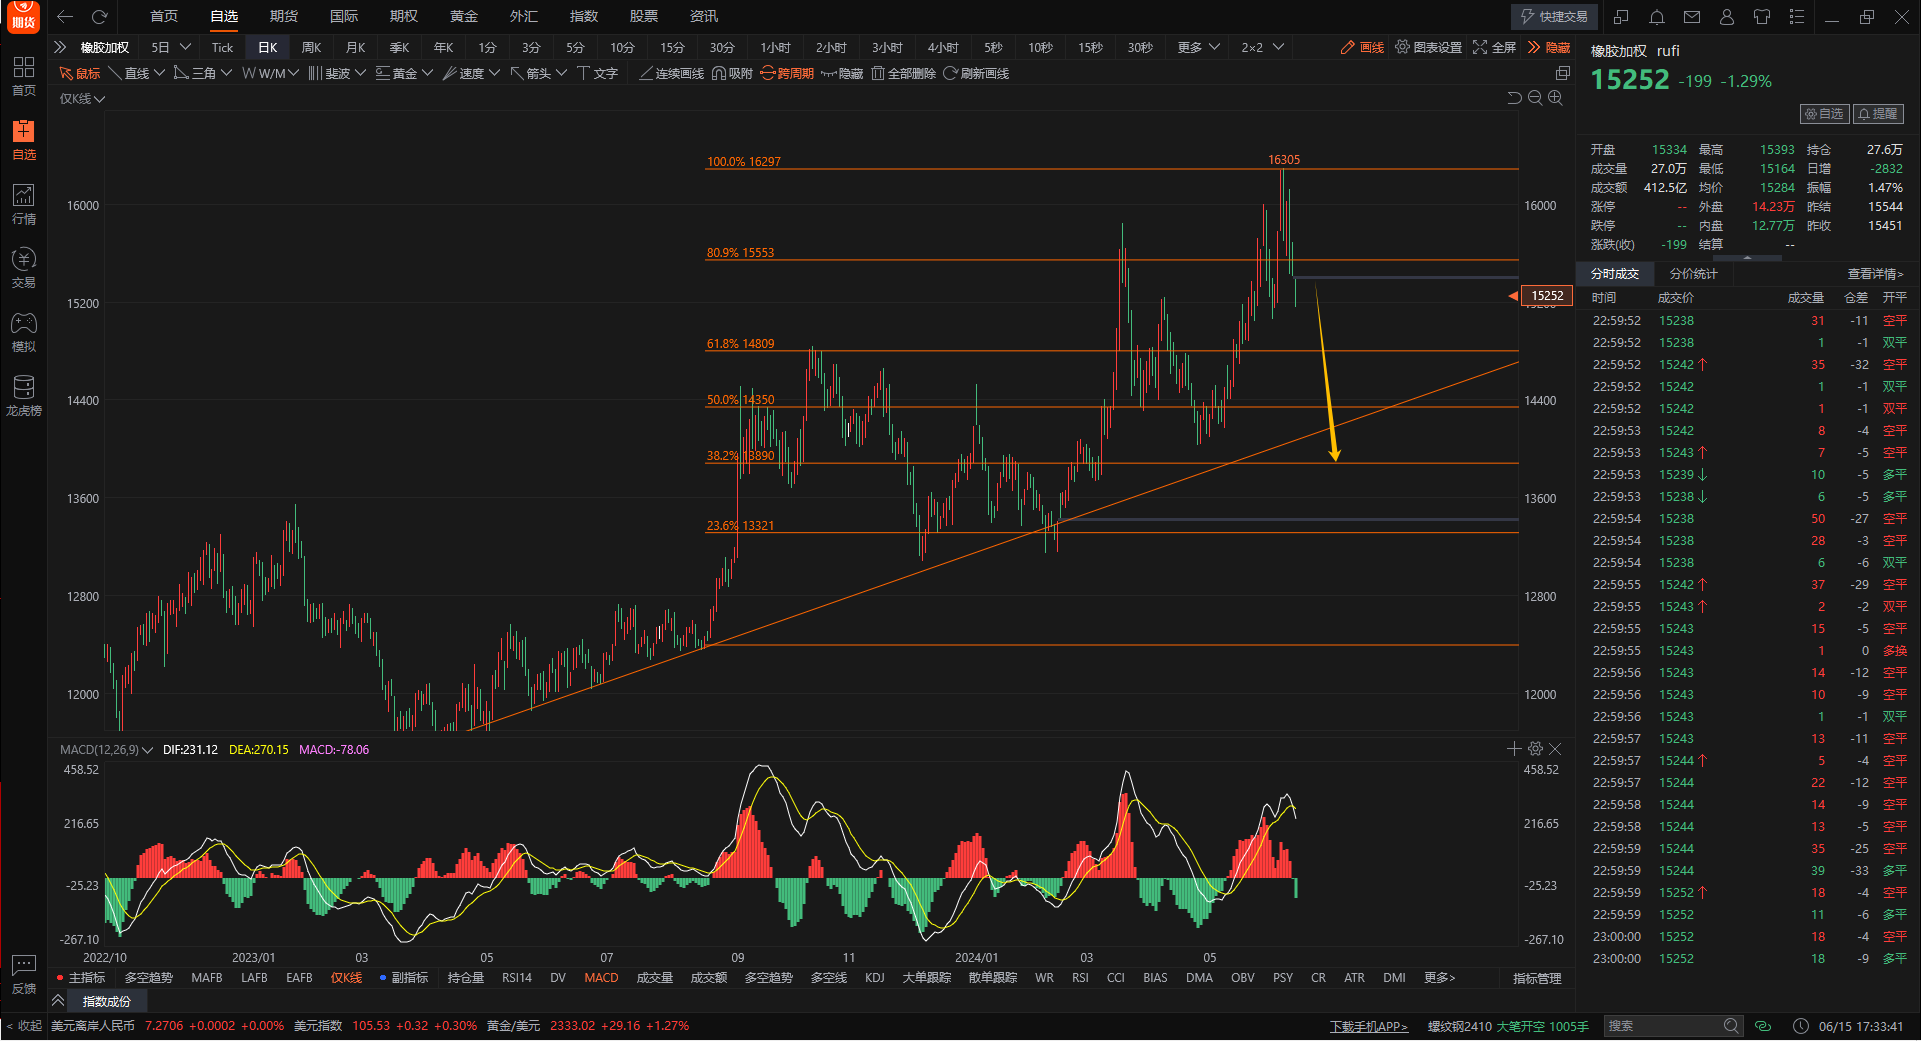 期货 首页 自选 期货 国际 期权 黄金 外汇 指数 股票 资讯 快捷交易
橡胶加权 5日 Tick 日K 周K 月K 季K 年K 1分 3分 5分 10分 15分 30分 1小时 2小时 3小时 4小时 5秒 10秒 15秒 30秒 更多 2×2 画线 图表设置 全屏 隐藏
鼠标 直线 三角 W/M 斐波 黄金 速度 箭头 文字 连续画线 吸附 跨周期 隐藏 全部删除 刷新画线
仅K线
首页
自选
行情
交易
模拟
龙虎榜
反馈
< 收起
100.0% 16297
16305
16000 16000
80.9% 15553
15200
15252
61.8% 14809
14400 50.0% 14350 14400
38.2% 13890
13600 13600
23.6% 13321
12800 12800
12000 12000
MACD(12,26,9) DIF:231.12 DEA:270.15 MACD:-78.06
458.52 458.52
216.65 216.65
-25.23 -25.23
-267.10 -267.10
2022/10 2023/01 03 05 07 09 11 2024/01 03 05
主指标 多空趋势 MAFB LAFB EAFB 仅K线 副指标 持仓量 RSI14 DV MACD 成交量 成交额 多空趋势 多空线 KDJ 大单跟踪 散单跟踪 WR RSI CCI BIAS DMA OBV PSY CR ATR DMI 更多> 指标管理
指数成份
美元离岸人民币 7.2706 +0.0002 +0.00% 美元指数 105.53 +0.32 +0.30% 黄金/美元 2333.02 +29.16 +1.27% 下载手机APP> 螺纹钢2410 大笔开空 1005手 搜索 06/15 17:33:41
橡胶加权 rufi
15252 -199 -1.29%
自选 提醒
开盘 15334 最高 15393 持仓 27.6万
成交量 27.0万 最低 15164 日增 -2832
成交额 412.5亿 均价 15284 振幅 1.47%
涨停 -- 外盘 14.23万 昨结 15544
跌停 -- 内盘 12.77万 昨收 15451
涨跌(收) -199 结算 --
分时成交 分价统计 查看详情>
时间 成交价 成交量 仓差 开平
22:59:52 15238 31 -11 空平
22:59:52 15238 1 -1 双平
22:59:52 15242↑ 35 -32 空平
22:59:52 15242 1 -1 双平
22:59:52 15242 1 -1 双平
22:59:53 15242 8 -4 空平
22:59:53 15243↑ 7 -5 空平
22:59:53 15239↓ 10 -5 多平
22:59:53 15238↓ 6 -5 多平
22:59:54 15238 50 -27 空平
22:59:54 15238 28 -3 空平
22:59:54 15238 6 -6 双平
22:59:55 15242↑ 37 -29 空平
22:59:55 15243↑ 2 -2 双平
22:59:55 15243 15 -5 空平
22:59:55 15243 1 0 多换
22:59:56 15243 14 -12 空平
22:59:56 15243 10 -9 空平
22:59:56 15243 1 -1 双平
22:59:57 15243 13 -11 空平
22:59:57 15244↑ 5 -4 空平
22:59:57 15244 22 -12 空平
22:59:58 15244 14 -9 空平
22:59:58 15244 13 -5 空平
22:59:59 15244 35 -25 空平
22:59:59 15244 39 -33 多平
22:59:59 15252↑ 18 -4 空平
22:59:59 15252 11 -6 多平
23:00:00 15252 18 -4 空平
23:00:00 15252 18 -9 多平